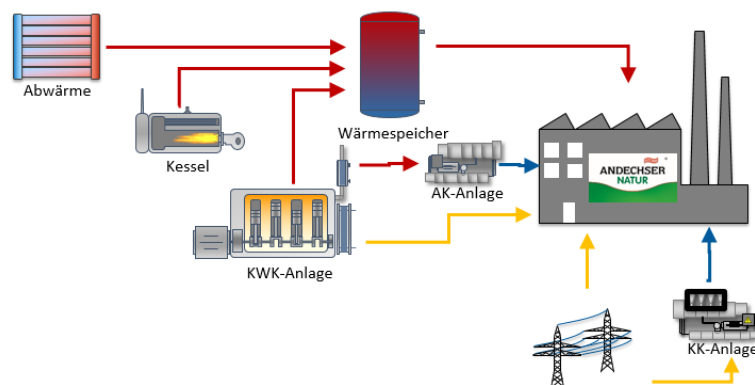 Abwärme
Kessel
Wärmespeicher
AK-Anlage
ANDECHSER
NATUR
KWK-Anlage
KK-Anlage